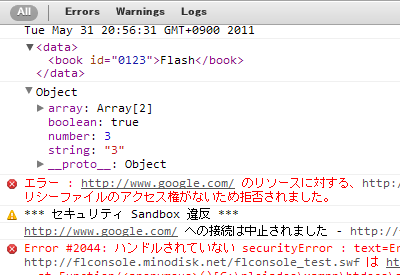 All Errors Warnings Logs
Tue May 31 20:56:31 GMT+0900 2011
▼<data>
<book id="0123">Flash</book>
</data>
▼Object
▶ array: Array[2]
boolean: true
number: 3
string: "3"
▶ __proto__: Object
エラー : http://www.google.com/ のリソースに対する、http:/
リシーファイルのアクセス権がないため拒否されました。
*** セキュリティ Sandbox 違反 ***
http://www.google.com/ への接続は中止されました - http://
Error #2044: ハンドルされていない securityError : text=Er
http://flconsole.minodisk.net/flconsole_test.swf は h